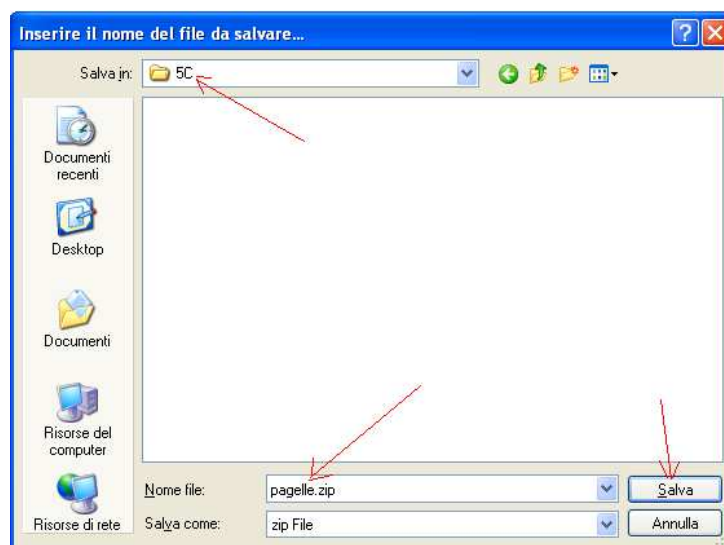 Inserire il nome del file da salvare...
Salva in: 5C
Documenti
recenti
Desktop
Documenti
Risorse del
computer
Risorse di rete
Nome file: pagelle.zip Salva
Salva come: zip File Annulla